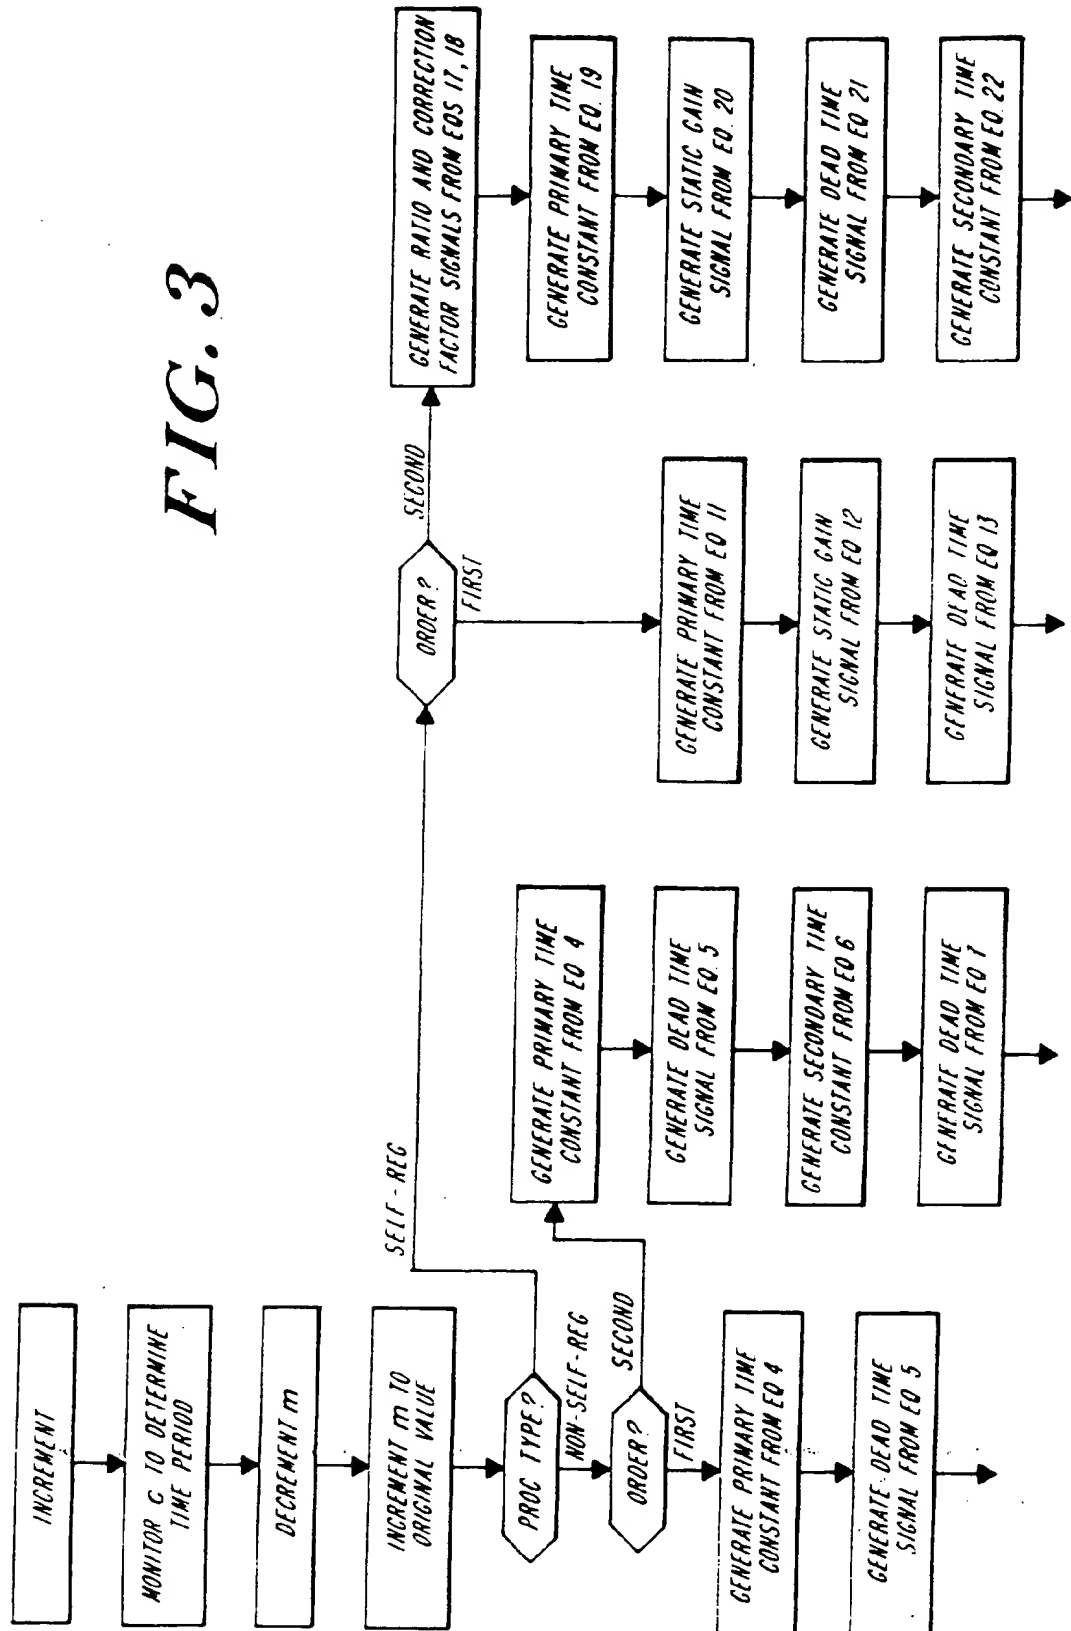 FIG. 3
INCREMENT
MONITOR C TO DETERMINE
TIME PERIOD
DECREMENT m
INCREMENT m TO
ORIGINAL VALUE
PROC TYPE?
SELF-REG
NON-SELF-REG
ORDER?
SECOND
FIRST
GENERATE PRIMARY TIME
CONSTANT FROM EQ 4
GENERATE DEAD TIME
SIGNAL FROM EQ 5
GENERATE PRIMARY TIME
CONSTANT FROM EQ 4
GENERATE DEAD TIME
SIGNAL FROM EQ. 5
GENERATE SECONDARY TIME
CONSTANT FROM EQ 6
GENERATE DEAD TIME
SIGNAL FROM EQ 7
ORDER?
SECOND
FIRST
GENERATE PRIMARY TIME
CONSTANT FROM EQ 11
GENERATE STATIC GAIN
SIGNAL FROM EQ 12
GENERATE DEAD TIME
SIGNAL FROM EQ 13
GENERATE RATIO AND CORRECTION
FACTOR SIGNALS FROM EQS 17, 18
GENERATE PRIMARY TIME
CONSTANT FROM EQ. 19
GENERATE STATIC GAIN
SIGNAL FROM EQ. 20
GENERATE DEAD TIME
SIGNAL FROM EQ 21
GENERATE SECONDARY TIME
CONSTANT FROM EQ. 22